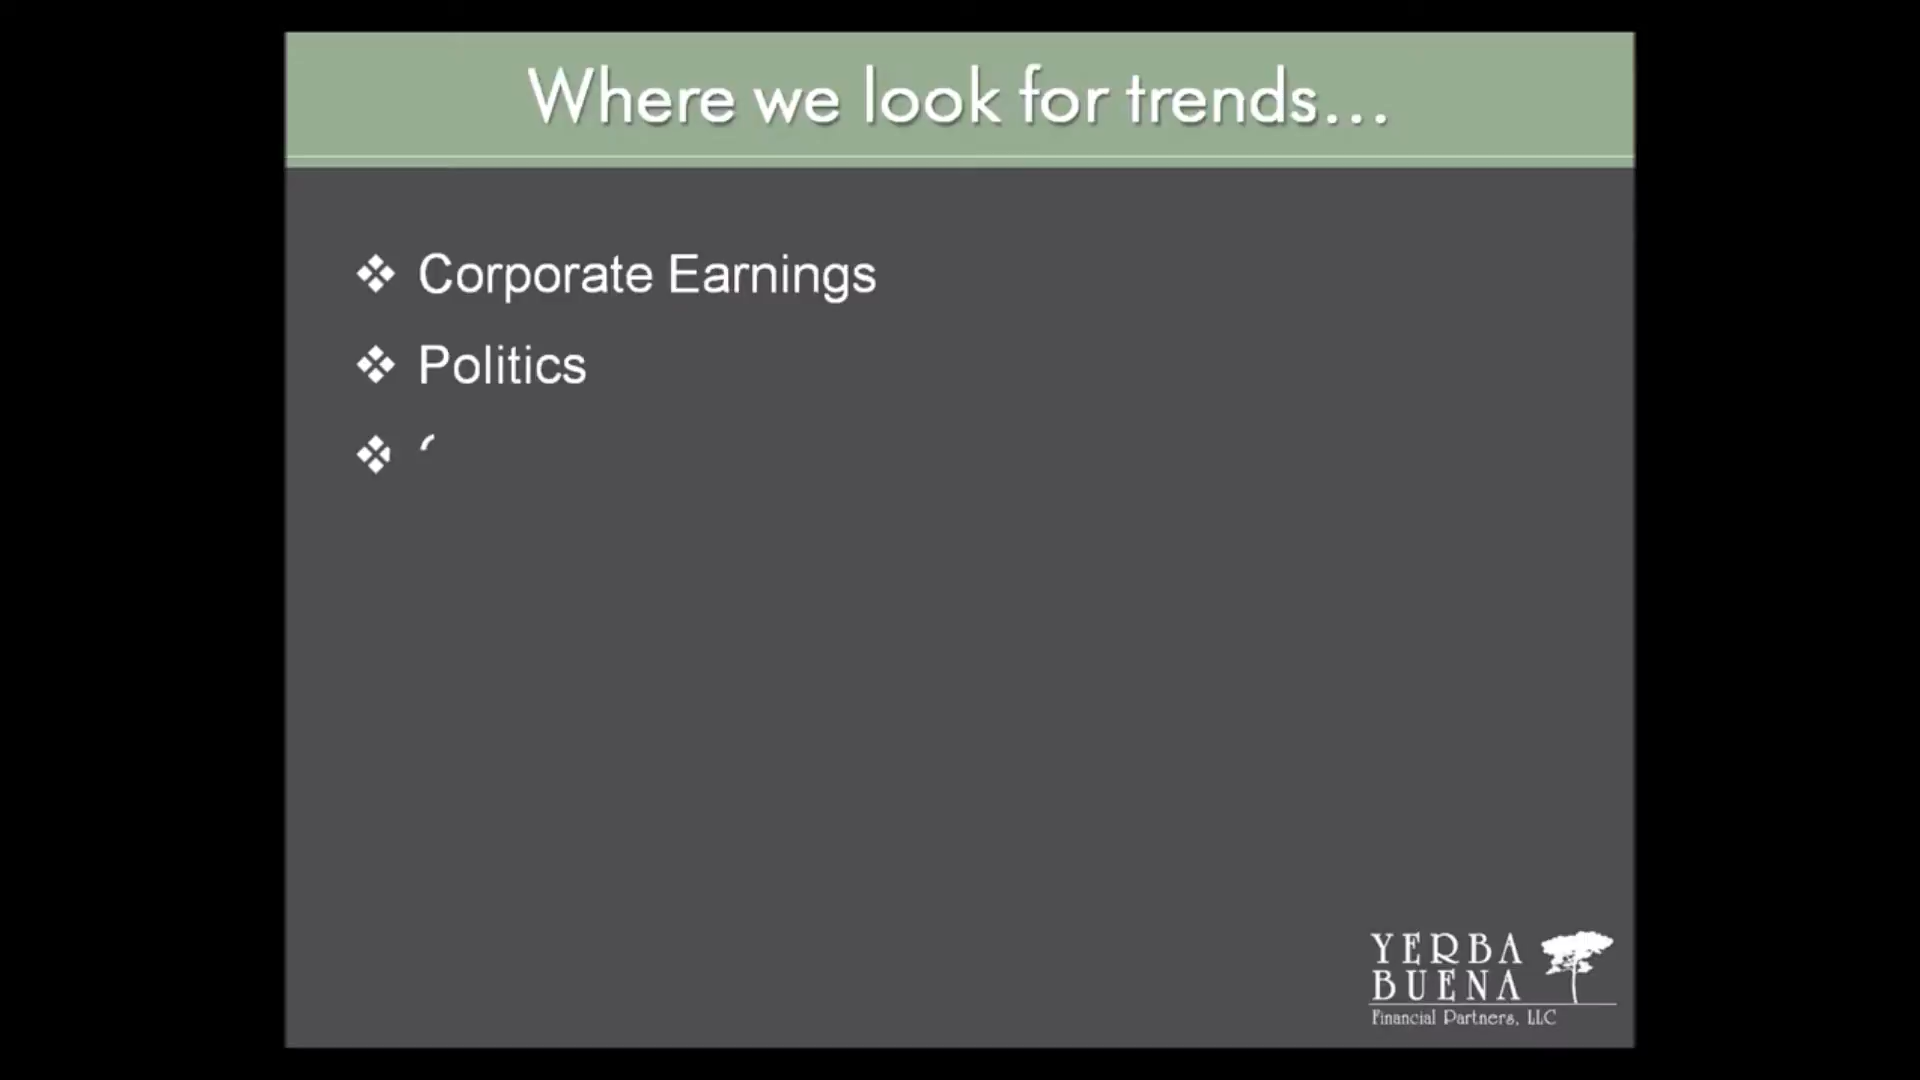 Where we look for trends...
❖ Corporate Earnings
❖ Politics
❖
YERBA
BUENA
Financial Partners, LLC